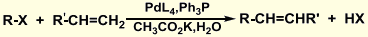 R-X + R'-CH=CH₂ PdL₄,Ph₃P R-CH=CHR' + HX
CH₃CO₂K,H₂O